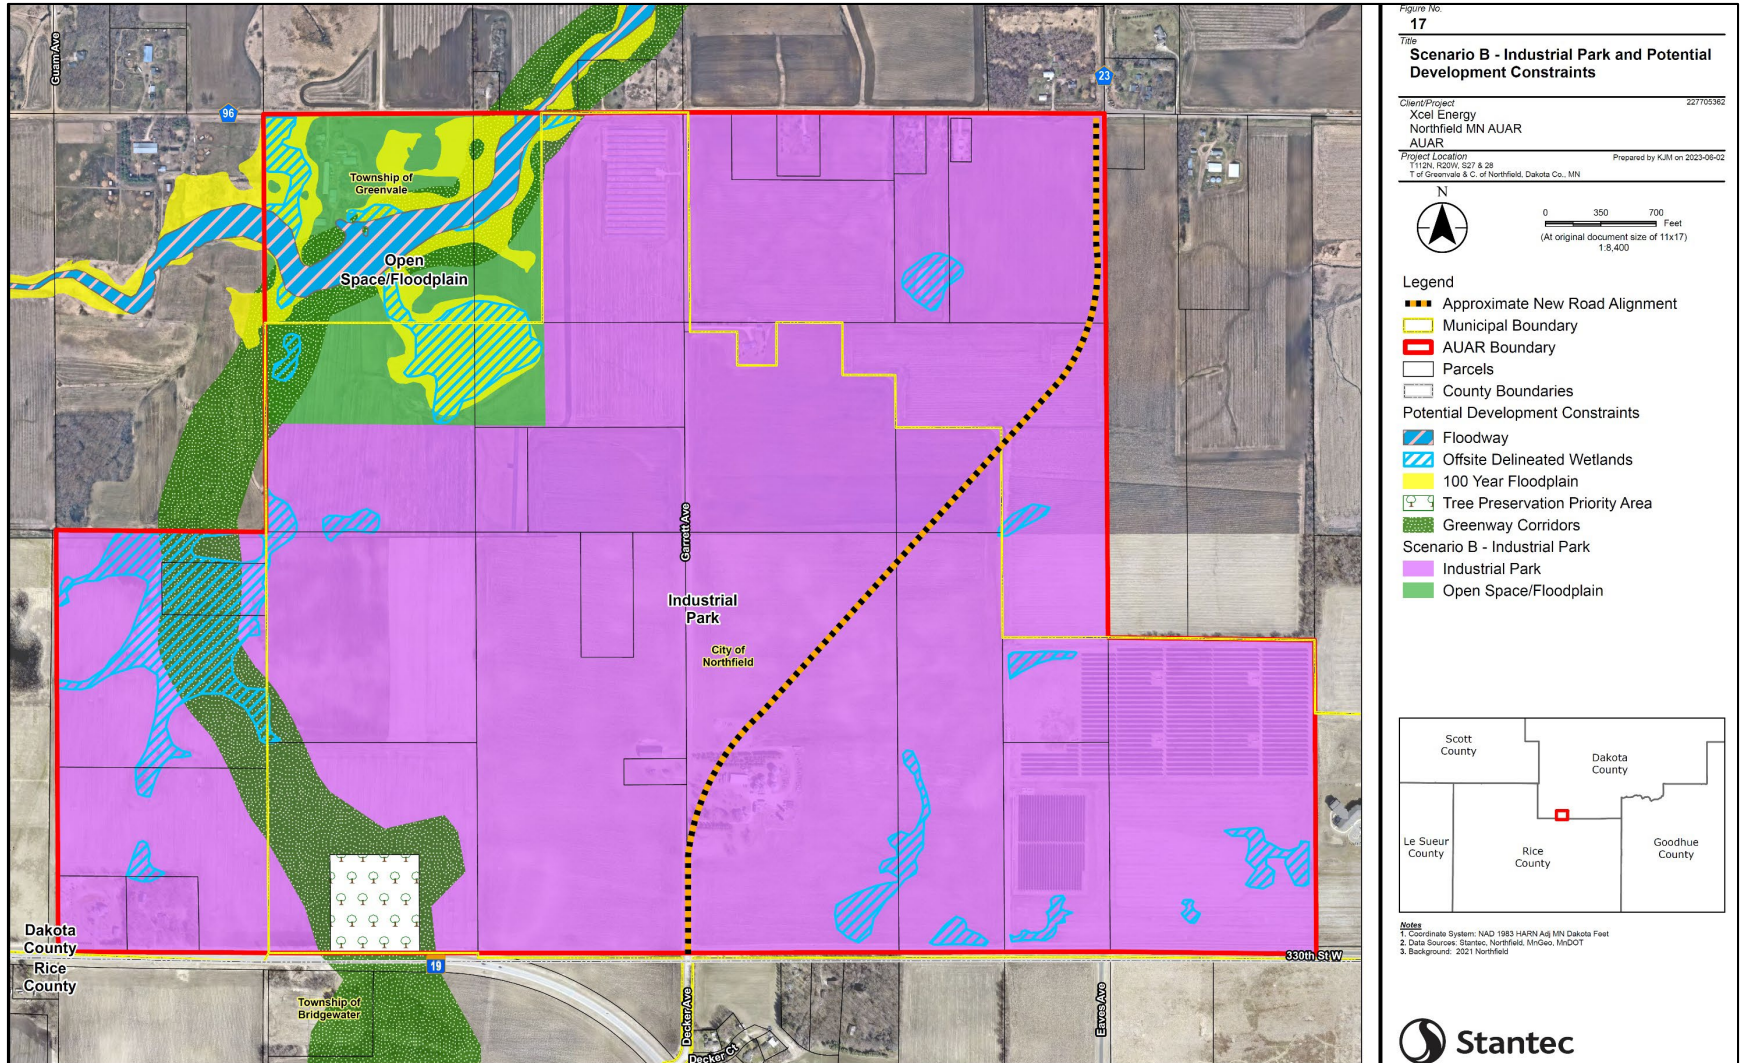 Guam Ave
96
23
Township of
Greenvale
Open
Space/Floodplain
Garrett Ave
Industrial
Park
City of
Northfield
Dakota
County
Rice
County
19
330th St W
Township of
Bridgewater
Decker Ave
Decker Ct
Eaves Ave
Figure No.
17
Title
Scenario B - Industrial Park and Potential
Development Constraints
Client/Project
227705362
Xcel Energy
Northfield MN AUAR
AUAR
Project Location
Prepared by KJM on 2023-06-02
T112N, R20W, S27 & 28
T of Greenvale & C. of Northfield, Dakota Co., MN
N
0 350 700
Feet
(At original document size of 11x17)
1:8,400
Legend
Approximate New Road Alignment
Municipal Boundary
AUAR Boundary
Parcels
County Boundaries
Potential Development Constraints
Floodway
Offsite Delineated Wetlands
100 Year Floodplain
Tree Preservation Priority Area
Greenway Corridors
Scenario B - Industrial Park
Industrial Park
Open Space/Floodplain
Scott
County
Dakota
County
Le Sueur
County
Rice
County
Goodhue
County
Notes
1. Coordinate System: NAD 1983 HARN Adj MN Dakota Feet
2. Data Sources: Stantec, Northfield, MnGeo, MnDOT
3. Background: 2021 Northfield
Stantec